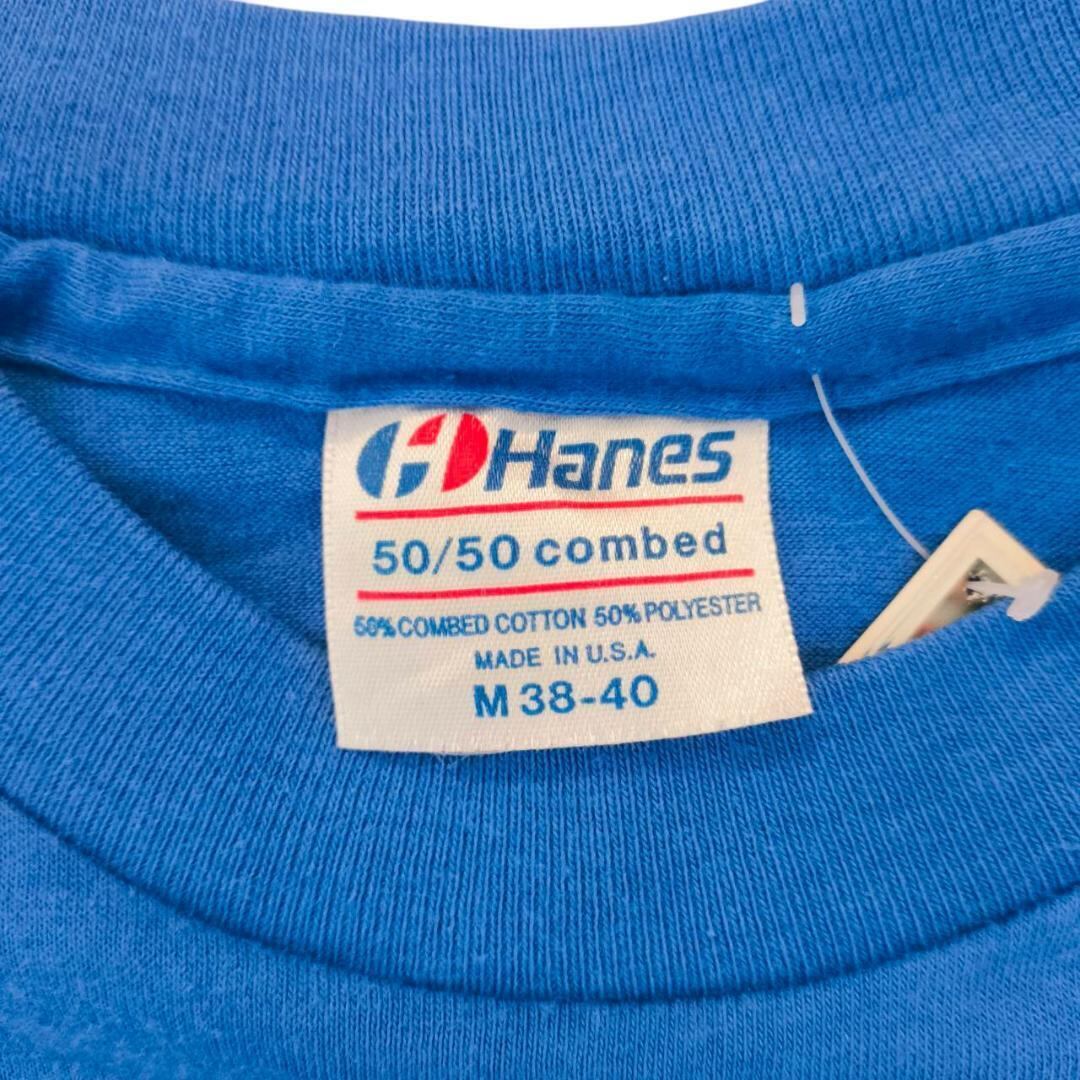 Hanes
50/50 combed
50% COMBED COTTON 50% POLYESTER
MADE IN U.S.A.
M 38-40